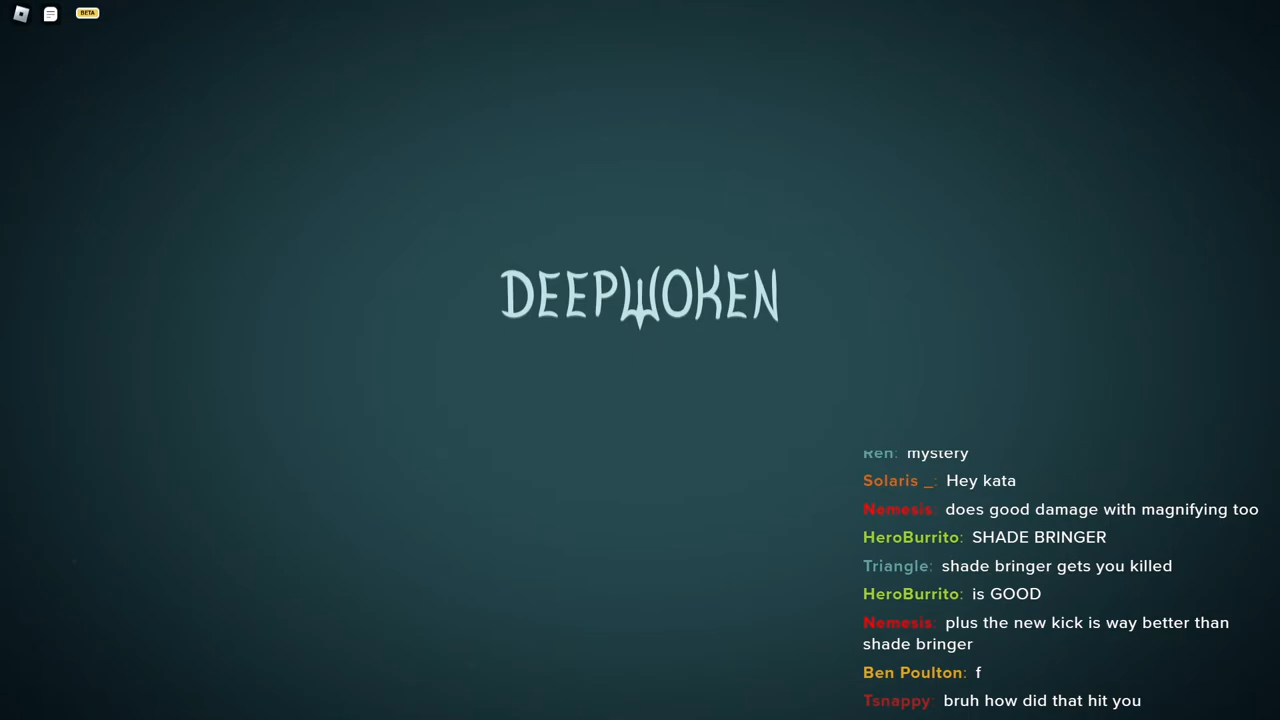 BETA
DEEPWOKEN
Ren: mystery
Solaris _: Hey kata
Nemesis: does good damage with magnifying too
HeroBurrito: SHADE BRINGER
Triangle: shade bringer gets you killed
HeroBurrito: is GOOD
Nemesis: plus the new kick is way better than
shade bringer
Ben Poulton: f
Tsnappy: bruh how did that hit you